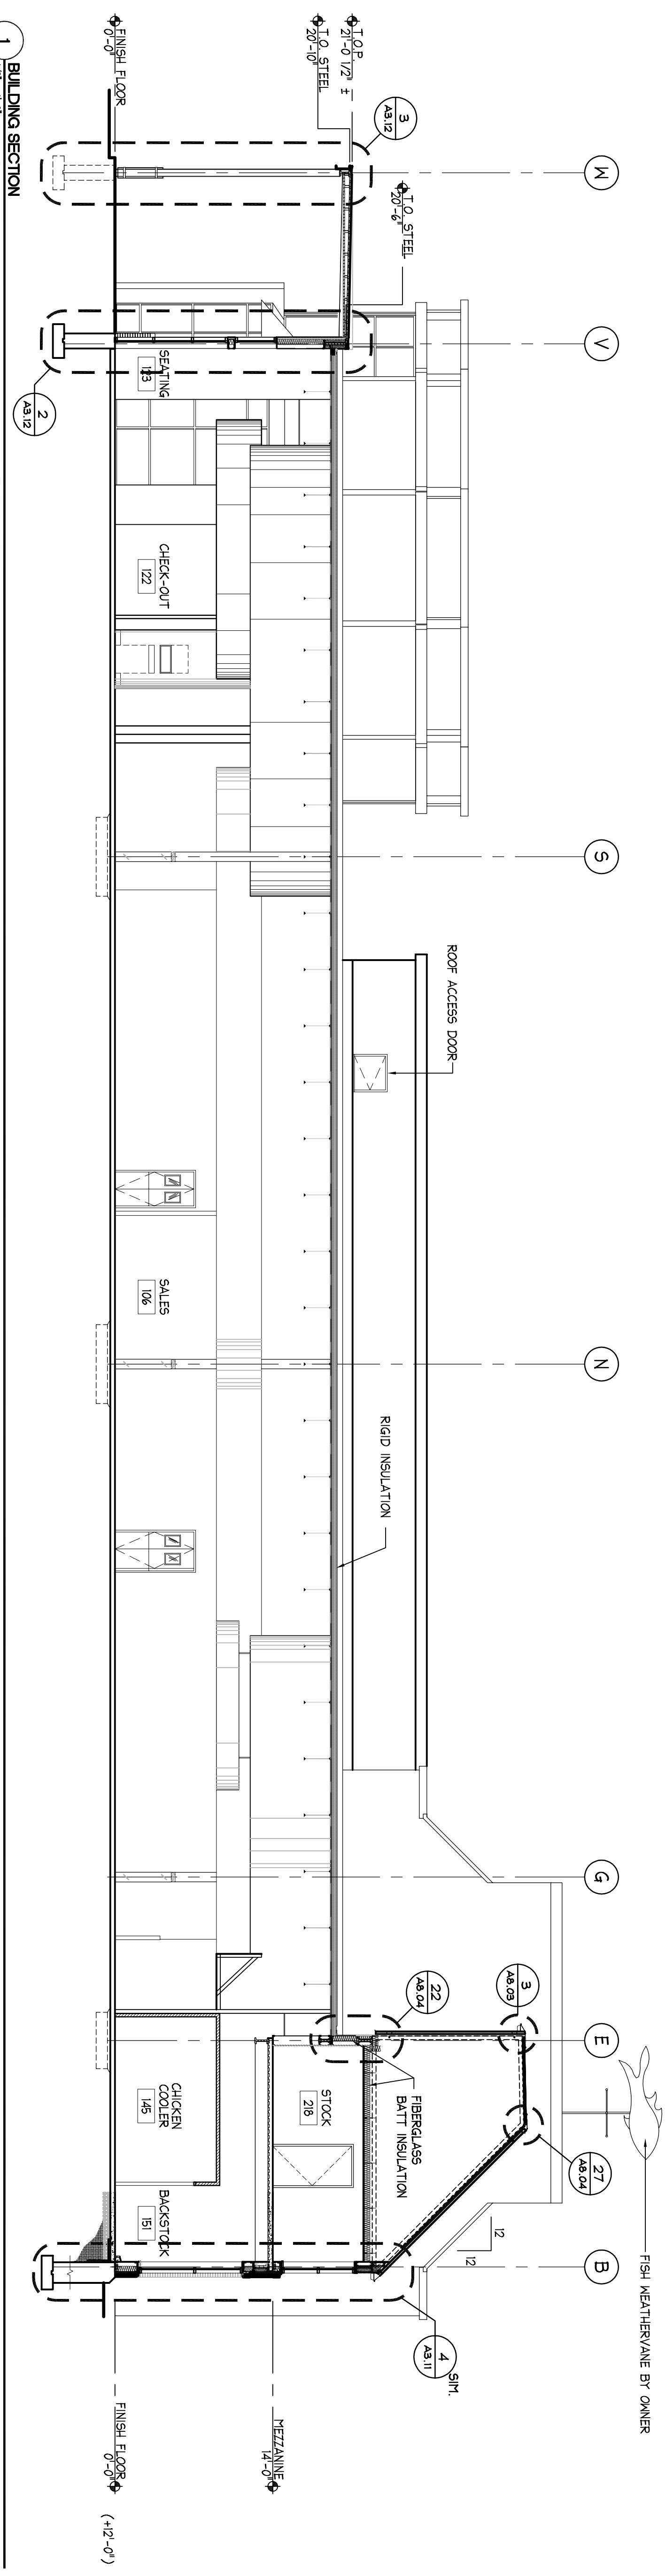 W
V
S
N
G
E
B
FISH WEATHERVANE BY OWNER
3
A3.12
T.O.P.
21'-0 1/2" ±
T.O. STEEL
20'-10"
T.O. STEEL
20'-6"
FINISH FLOOR
0'-0"
2
A3.12
SEATING
123
CHECK-OUT
122
ROOF ACCESS DOOR
SALES
106
RIGID INSULATION
22
A8.04
3
A8.03
27
A8.04
FIBERGLASS
BATT INSULATION
12
12
STOCK
218
CHICKEN
COOLER
145
BACKSTOCK
151
4
A3.11
SIM.
MEZZANINE
14'-0"
FINISH FLOOR
0'-0"
(+12'-0")
1
BUILDING SECTION